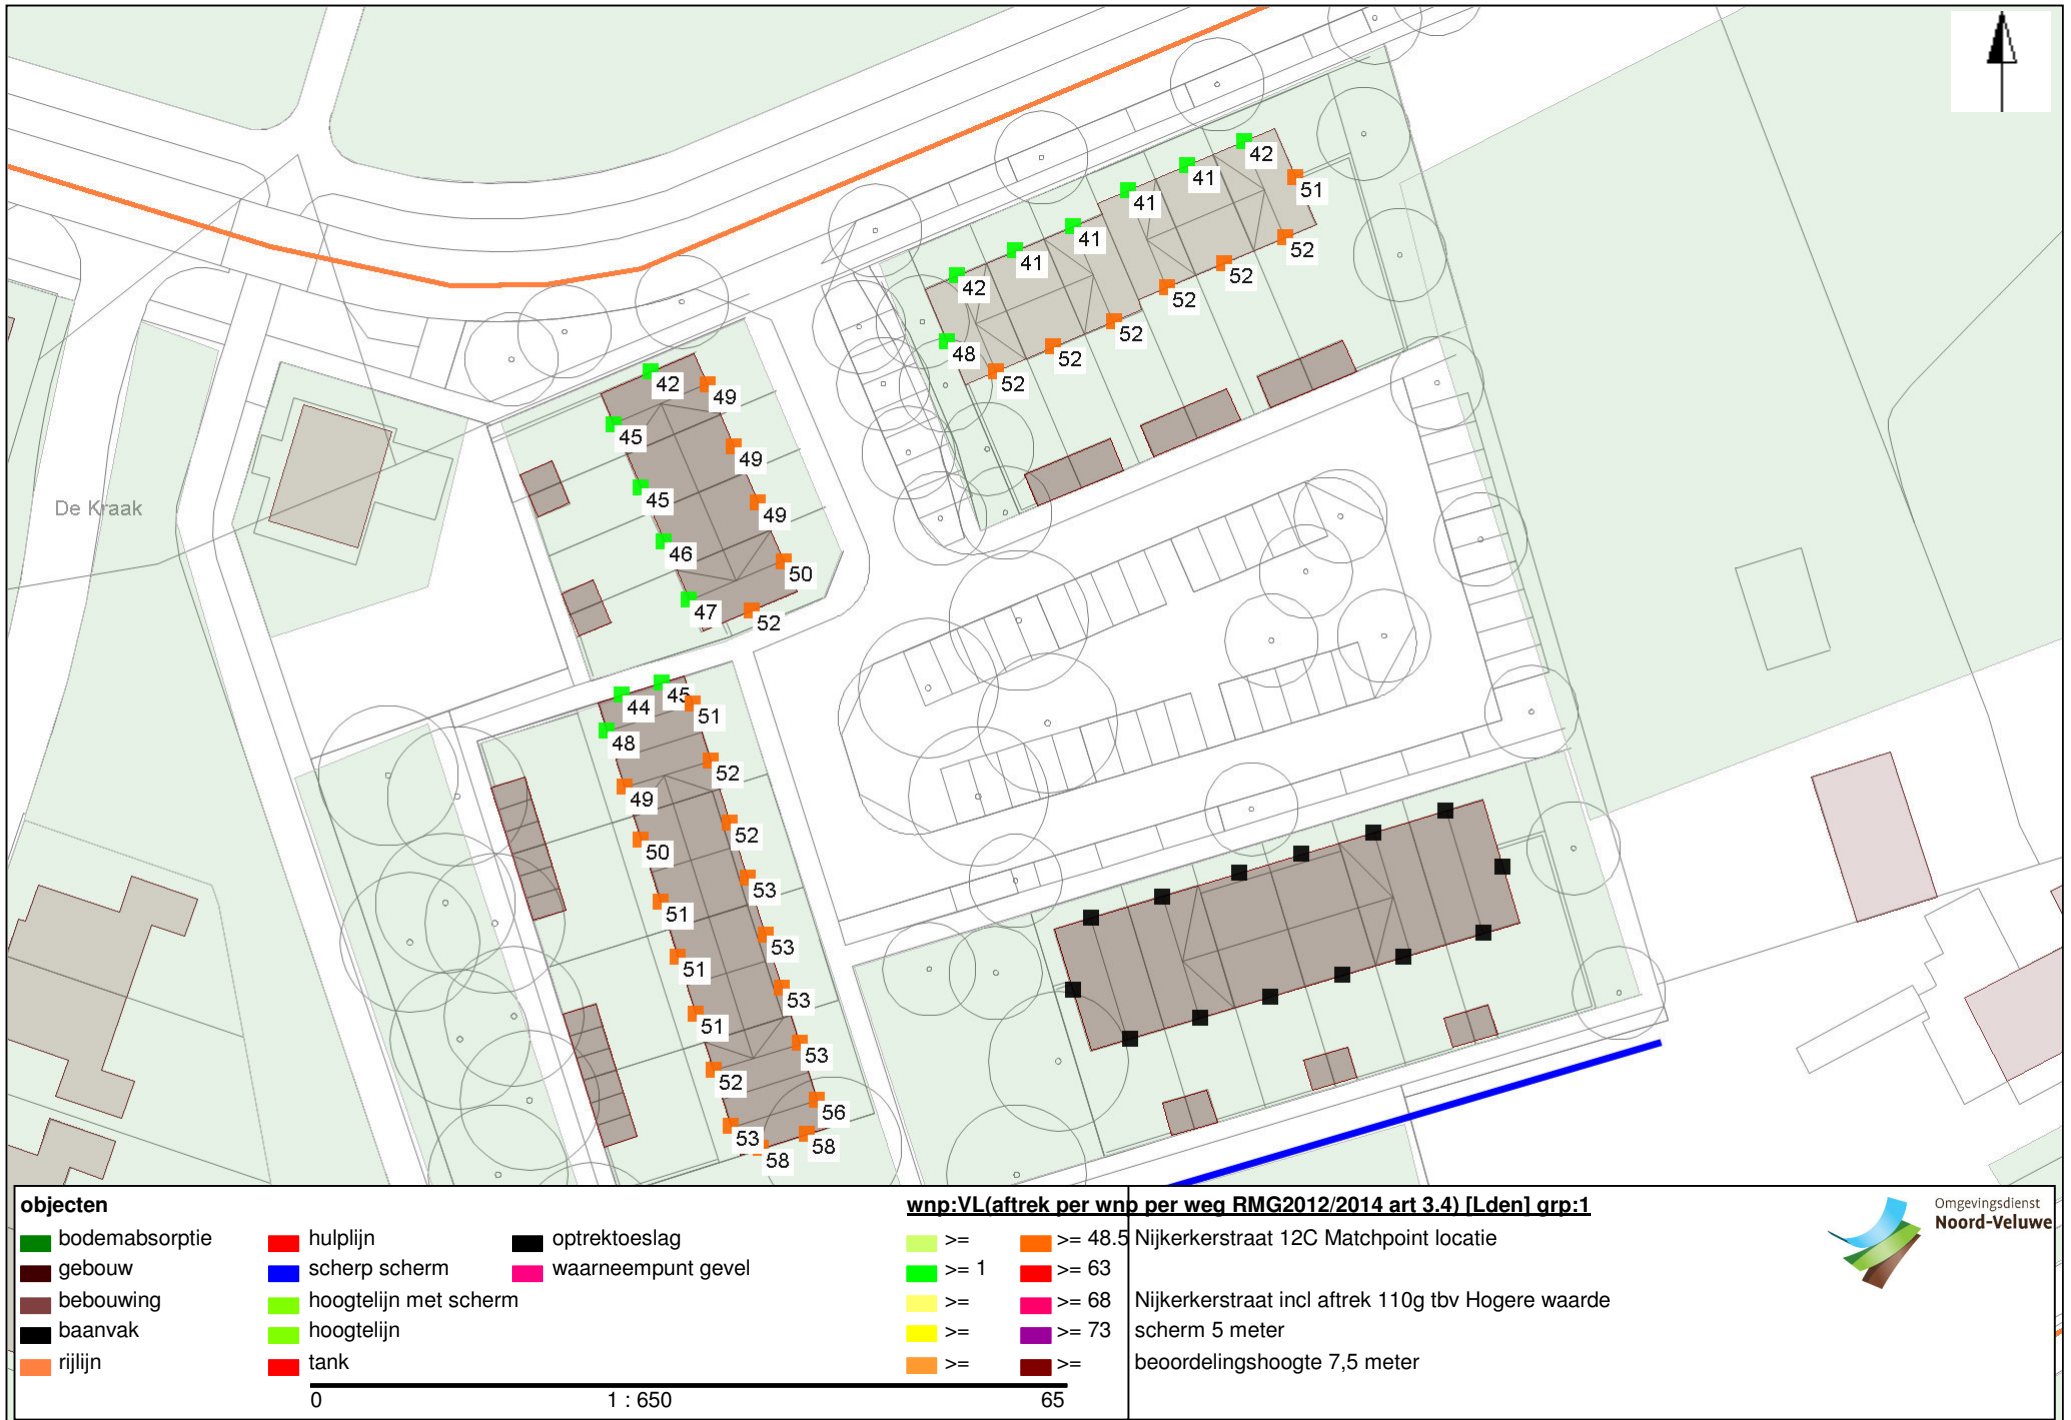 42
51
41
41
52
41
52
41
52
42
52
48
52
52
42
49
45
49
45
49
De Kraak
46
50
47
52
44
45
51
48
52
49
52
50
53
51
53
51
53
51
53
52
56
53
58
58
objecten
bodemabsorptie
gebouw
bebouwing
baanvak
rijlijn
hulplijn
scherp scherm
hoogtelijn met scherm
hoogtelijn
tank
optrektoeslag
waarneempunt gevel
0
1 : 650
65
wnp:VL(aftrek per wnp per weg RMG2012/2014 art 3.4) [Lden] grp:1
>=
>= 1
>=
>=
>=
>= 48.5
>= 63
>= 68
>= 73
>=
Nijkerkerstraat 12C Matchpoint locatie
Nijkerkerstraat incl aftrek 110g tbv Hogere waarde
scherm 5 meter
beoordelingshoogte 7,5 meter
Omgevingsdienst
Noord-Veluwe